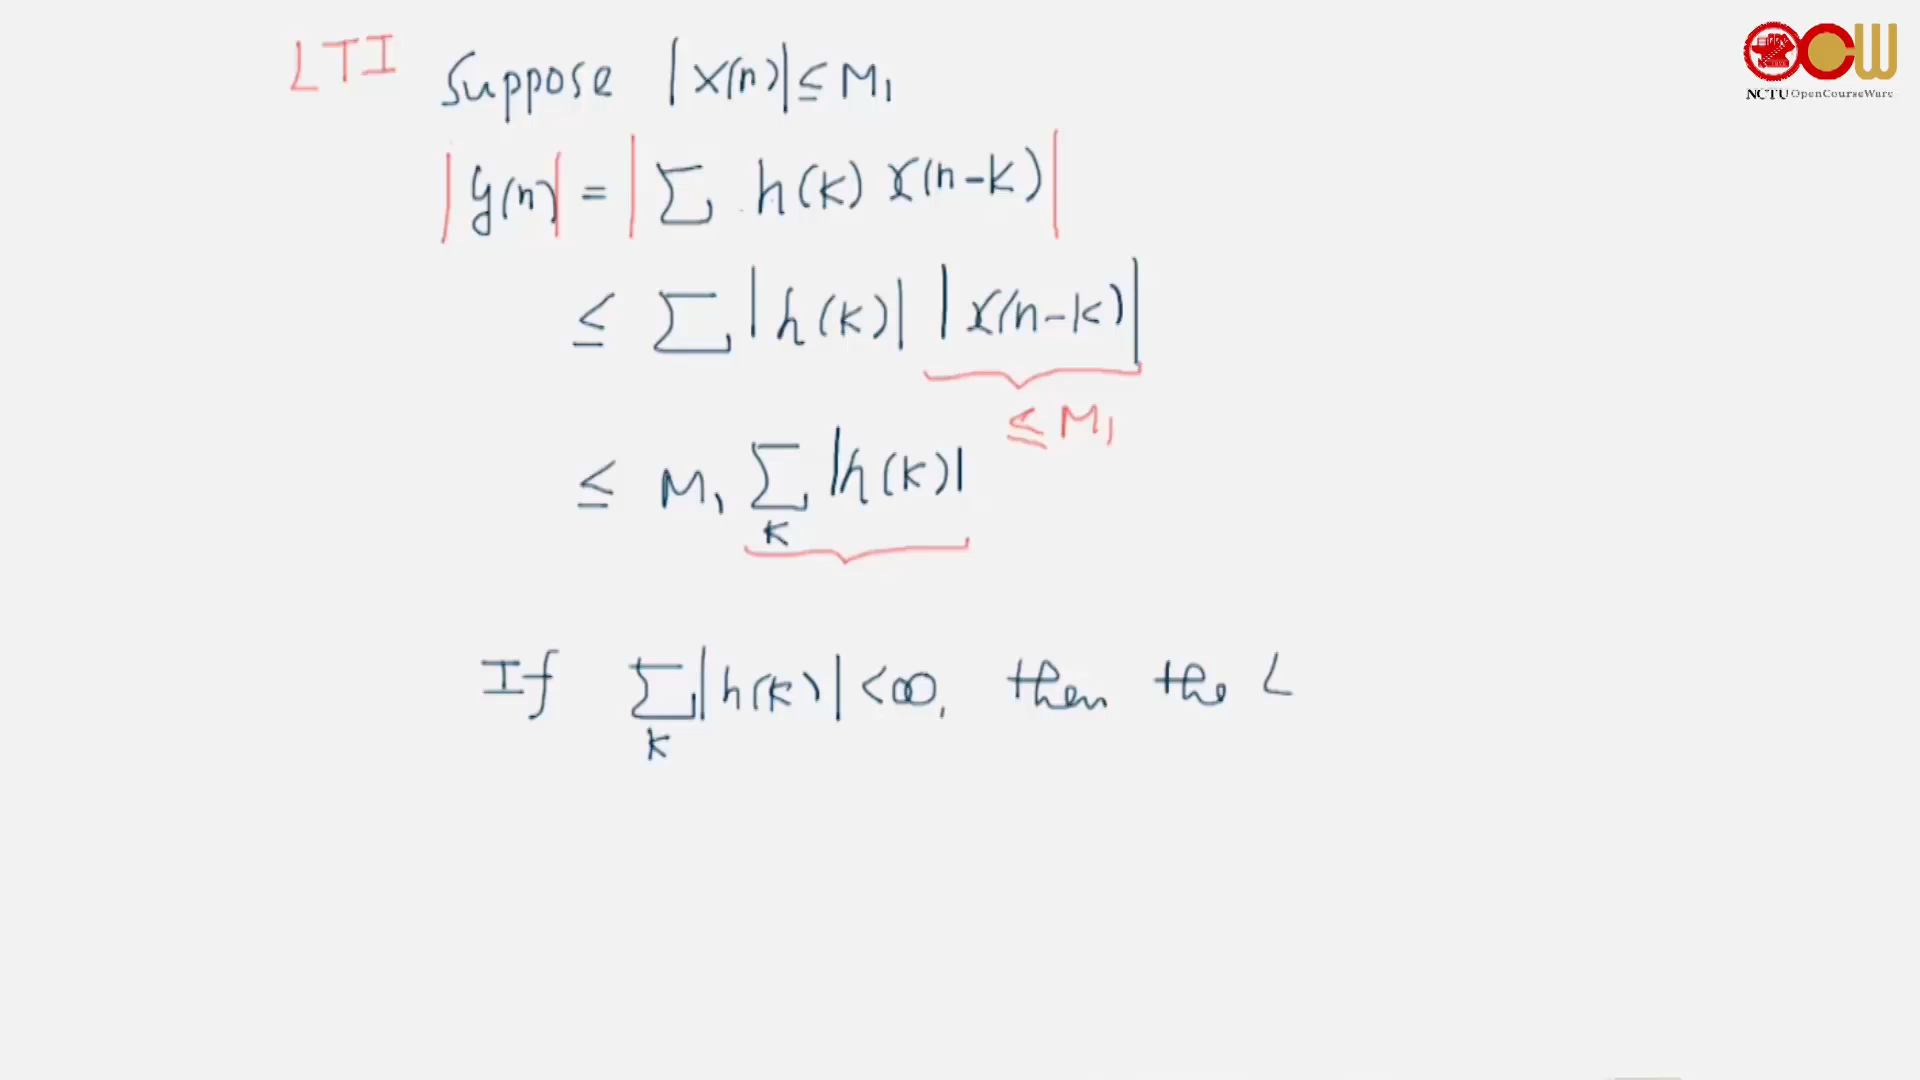 LTI Suppose |x(n)| ≤ M₁
NCTU OpenCourseWare
|y(n)| = |∑ h(k) x(n-k)|
≤ ∑ |h(k)| |x(n-k)|
≤ M₁
≤ M₁ ∑ₖ |h(k)|
If ∑ₖ |h(k)| < ∞, then the L